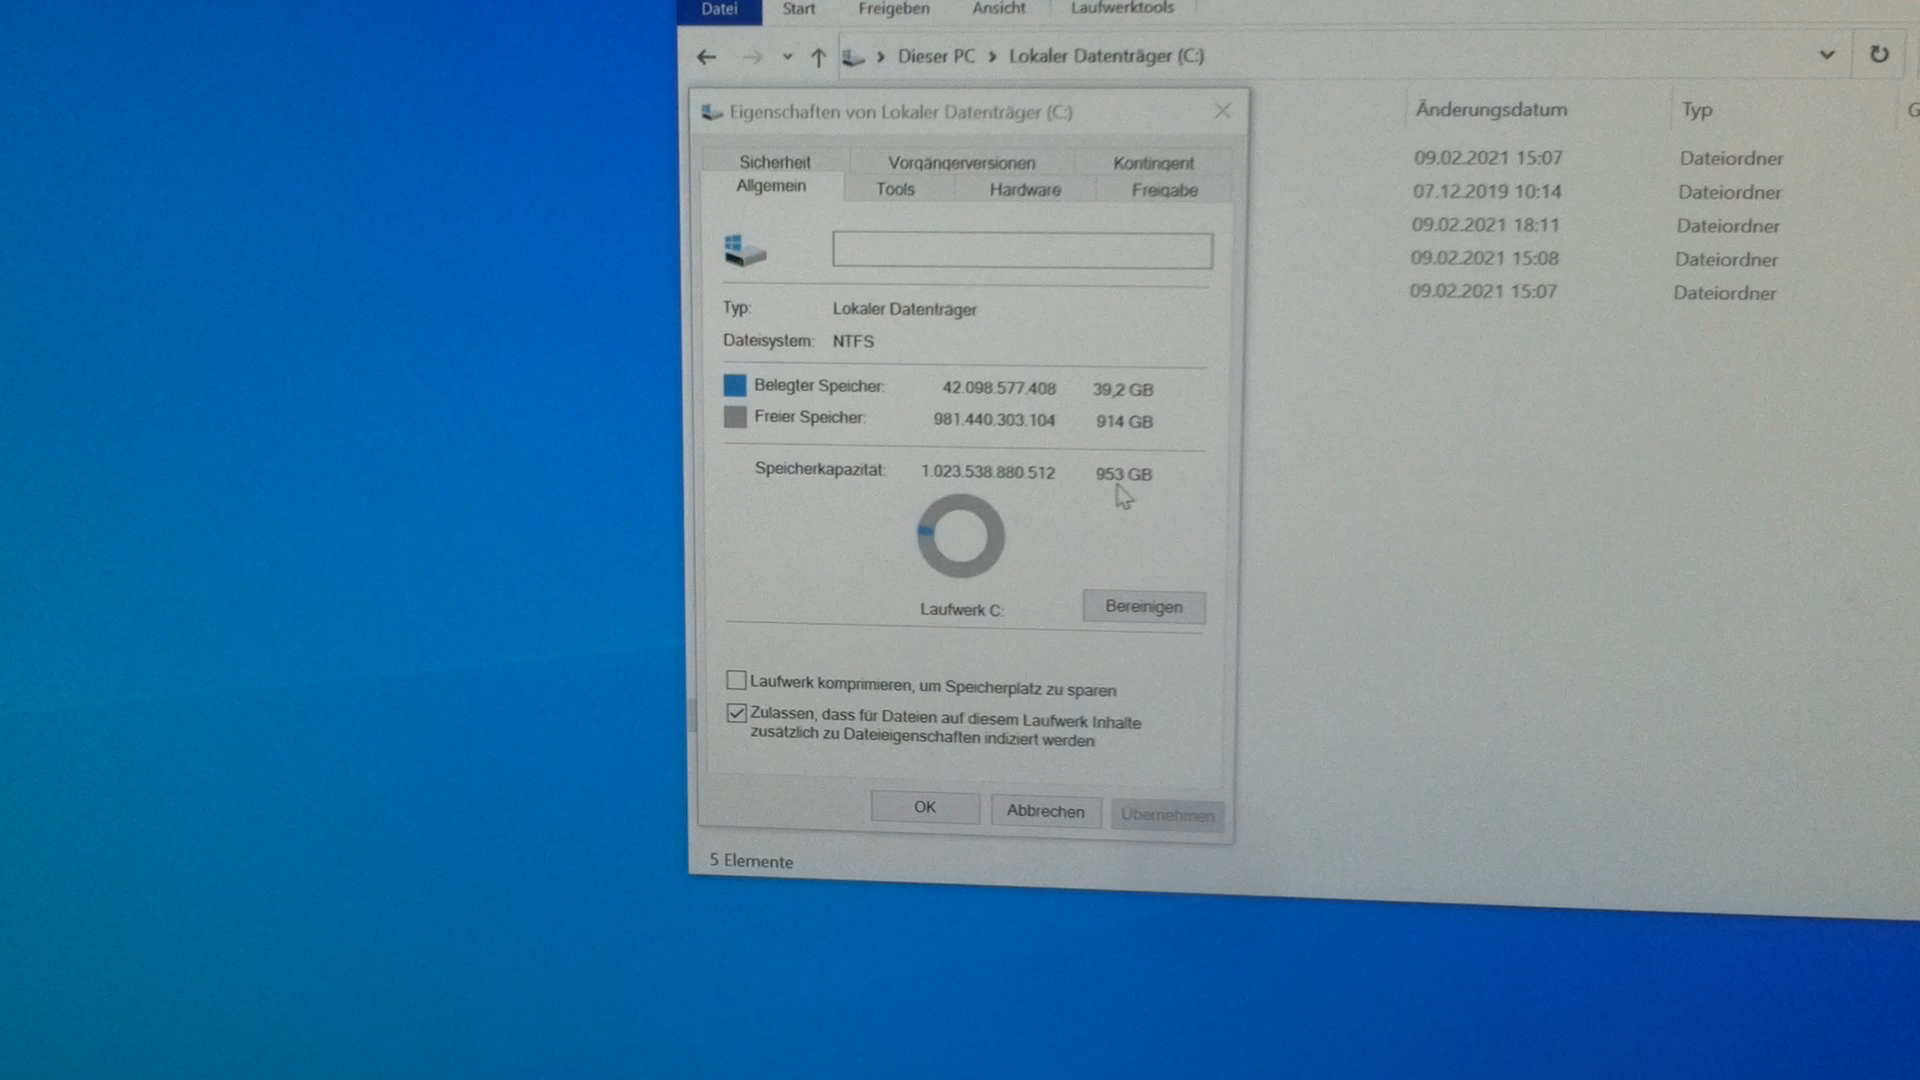 Datei Start Freigeben Ansicht Laufwerktools
Dieser PC › Lokaler Datenträger (C:)
Eigenschaften von Lokaler Datenträger (C:)
Sicherheit Vorgängerversionen Kontingent
Allgemein Tools Hardware Freigabe
Typ: Lokaler Datenträger
Dateisystem: NTFS
Belegter Speicher: 42.098.577.408 39,2 GB
Freier Speicher: 981.440.303.104 914 GB
Speicherkapazität: 1.023.538.880.512 953 GB
Laufwerk C:
Bereinigen
Laufwerk komprimieren, um Speicherplatz zu sparen
Zulassen, dass für Dateien auf diesem Laufwerk Inhalte
zusätzlich zu Dateieigenschaften indiziert werden
OK Abbrechen Übernehmen
5 Elemente
Änderungsdatum Typ G
09.02.2021 15:07 Dateiordner
07.12.2019 10:14 Dateiordner
09.02.2021 18:11 Dateiordner
09.02.2021 15:08 Dateiordner
09.02.2021 15:07 Dateiordner